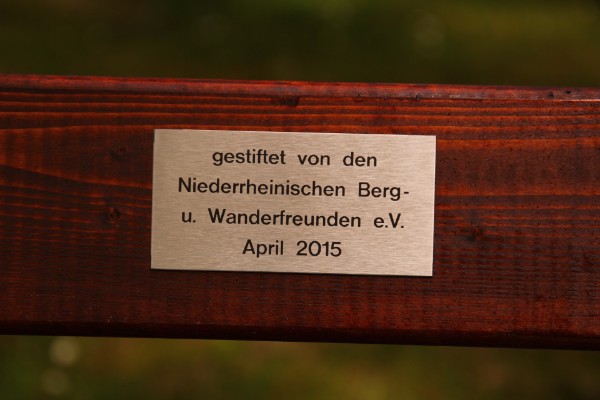 gestiftet von den
Niederrheinischen Berg-
u. Wanderfreunden e.V.
April 2015